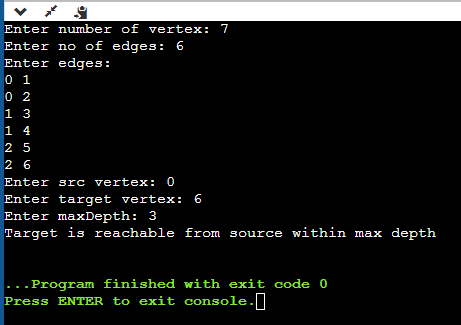 Enter number of vertex: 7
Enter no of edges: 6
Enter edges:
0 1
0 2
1 3
1 4
2 5
2 6
Enter src vertex: 0
Enter target vertex: 6
Enter maxDepth: 3
Target is reachable from source within max depth
...Program finished with exit code 0
Press ENTER to exit console.